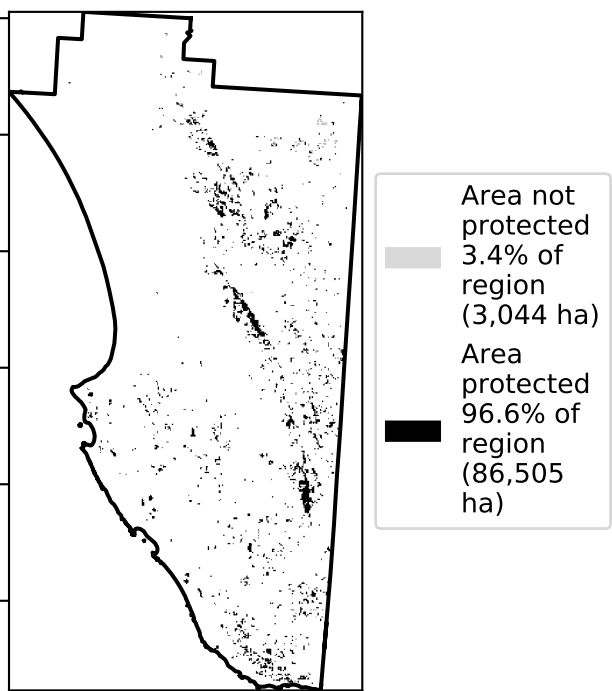 Area not
protected
3.4% of
region
(3,044 ha)
Area
protected
96.6% of
region
(86,505
ha)